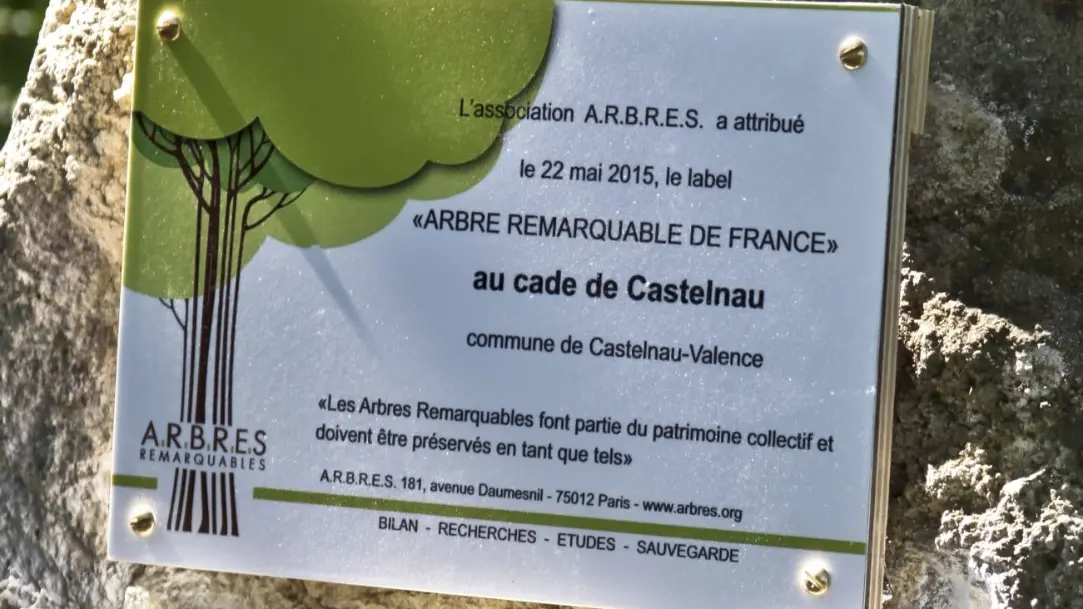 L'association A.R.B.R.E.S. a attribué
le 22 mai 2015, le label
«ARBRE REMARQUABLE DE FRANCE»
au cade de Castelnau
commune de Castelnau-Valence
«Les Arbres Remarquables font partie du patrimoine collectif et
doivent être préservés en tant que tels»
A.R.B.R.E.S
REMARQUABLES
A.R.B.R.E.S. 181, avenue Daumesnil - 75012 Paris - www.arbres.org
BILAN - RECHERCHES - ETUDES - SAUVEGARDE